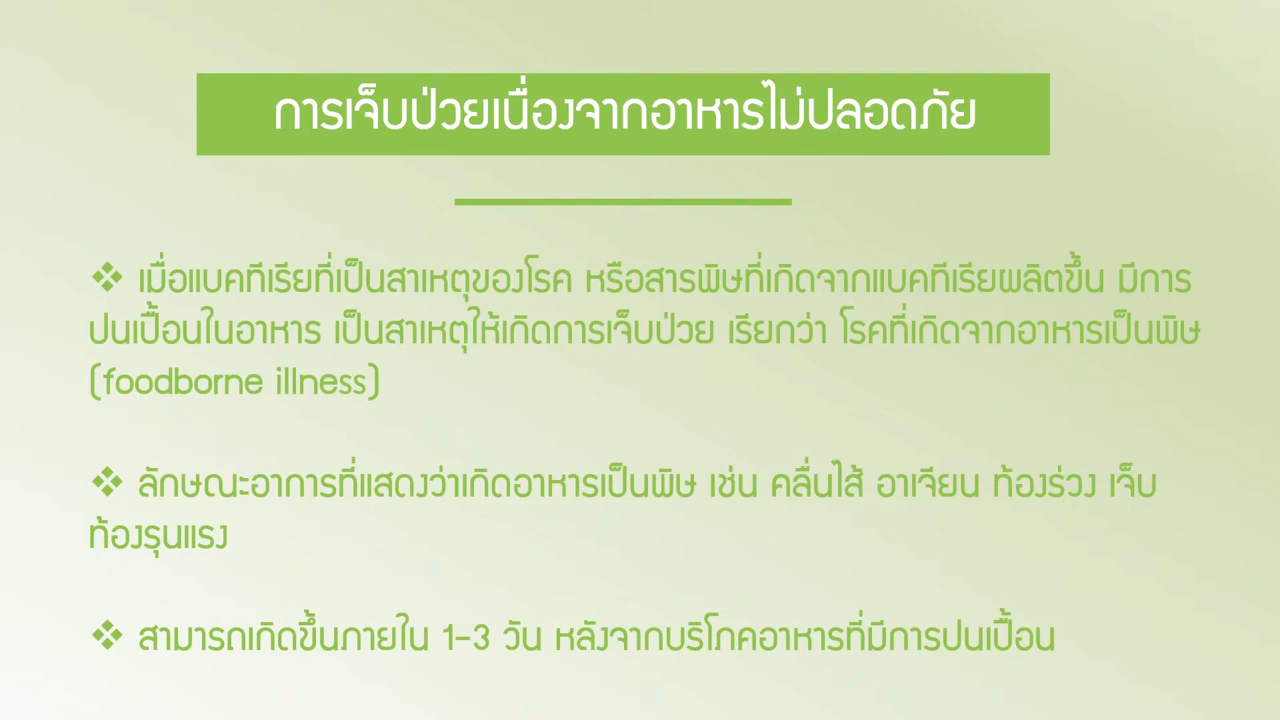 การเจ็บป่วยเนื่องจากอาหารไม่ปลอดภัย
❖ เมื่อแบคทีเรียที่เป็นสาเหตุของโรค หรือสารพิษที่เกิดจากแบคทีเรียผลิตขึ้น มีการ
ปนเปื้อนในอาหาร เป็นสาเหตุให้เกิดการเจ็บป่วย เรียกว่า โรคที่เกิดจากอาหารเป็นพิษ
(foodborne illness)
❖ ลักษณะอาการที่แสดงว่าเกิดอาหารเป็นพิษ เช่น คลื่นไส้ อาเจียน ท้องร่วง เจ็บ
ท้องรุนแรง
❖ สามารถเกิดขึ้นภายใน 1-3 วัน หลังจากบริโภคอาหารที่มีการปนเปื้อน